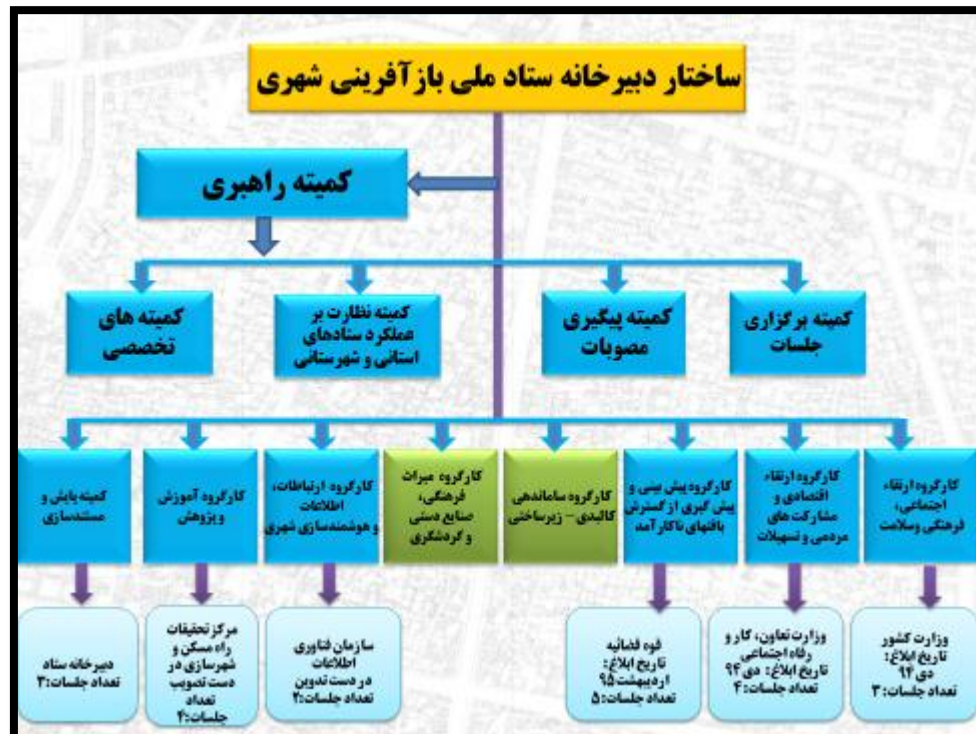 ساختار دبیرخانه ستاد ملی بازآفرینی شهری
کمیته راهبری
کمیته برگزاری
جلسات
کمیته پیگیری
مصوبات
کمیته نظارت بر
عملکرد ستادهای
استانی و شهرستانی
کمیته های
تخصصی
کارگروه ارتقاء
اجتماعی،
فرهنگی وسلامت
کارگروه ارتقاء
اقتصادی و
مشارکت های
مردمی و تسهیلات
کارگروه پیش بینی و
پیش گیری از گسترش
بافتهای ناکارآمد
کارگروه ساماندهی
کالبدی - زیرساختی
کارگروه میراث
فرهنگی،
صنایع دستی
و گردشگری
کارگروه ارتباطات،
اطلاعات
و هوشمندسازی شهری
کارگروه آموزش
و پژوهش
کمیته پایش و
مستندسازی
وزارت کشور
تاریخ ابلاغ:
دی ۹۴
تعداد جلسات:۳
وزارت تعاون، کار و
رفاه اجتماعی
تاریخ ابلاغ: دی ۹۴
تعداد جلسات:۴
قوه قضائیه
تاریخ ابلاغ:
اردیبهشت ۹۵
تعداد جلسات:۵
سازمان فناوری
اطلاعات
در دست تدوین
تعداد جلسات:۲
مرکز تحقیقات
راه مسکن و
شهرسازی در
دست تصویب
تعداد
جلسات:۴
دبیرخانه ستاد
تعداد جلسات:۳